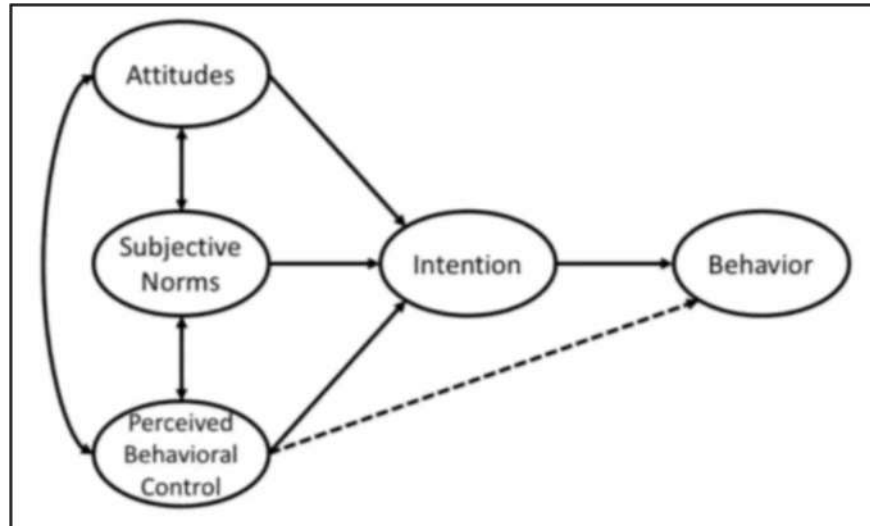 Attitudes
Subjective
Norms
Intention
Behavior
Perceived
Behavioral
Control